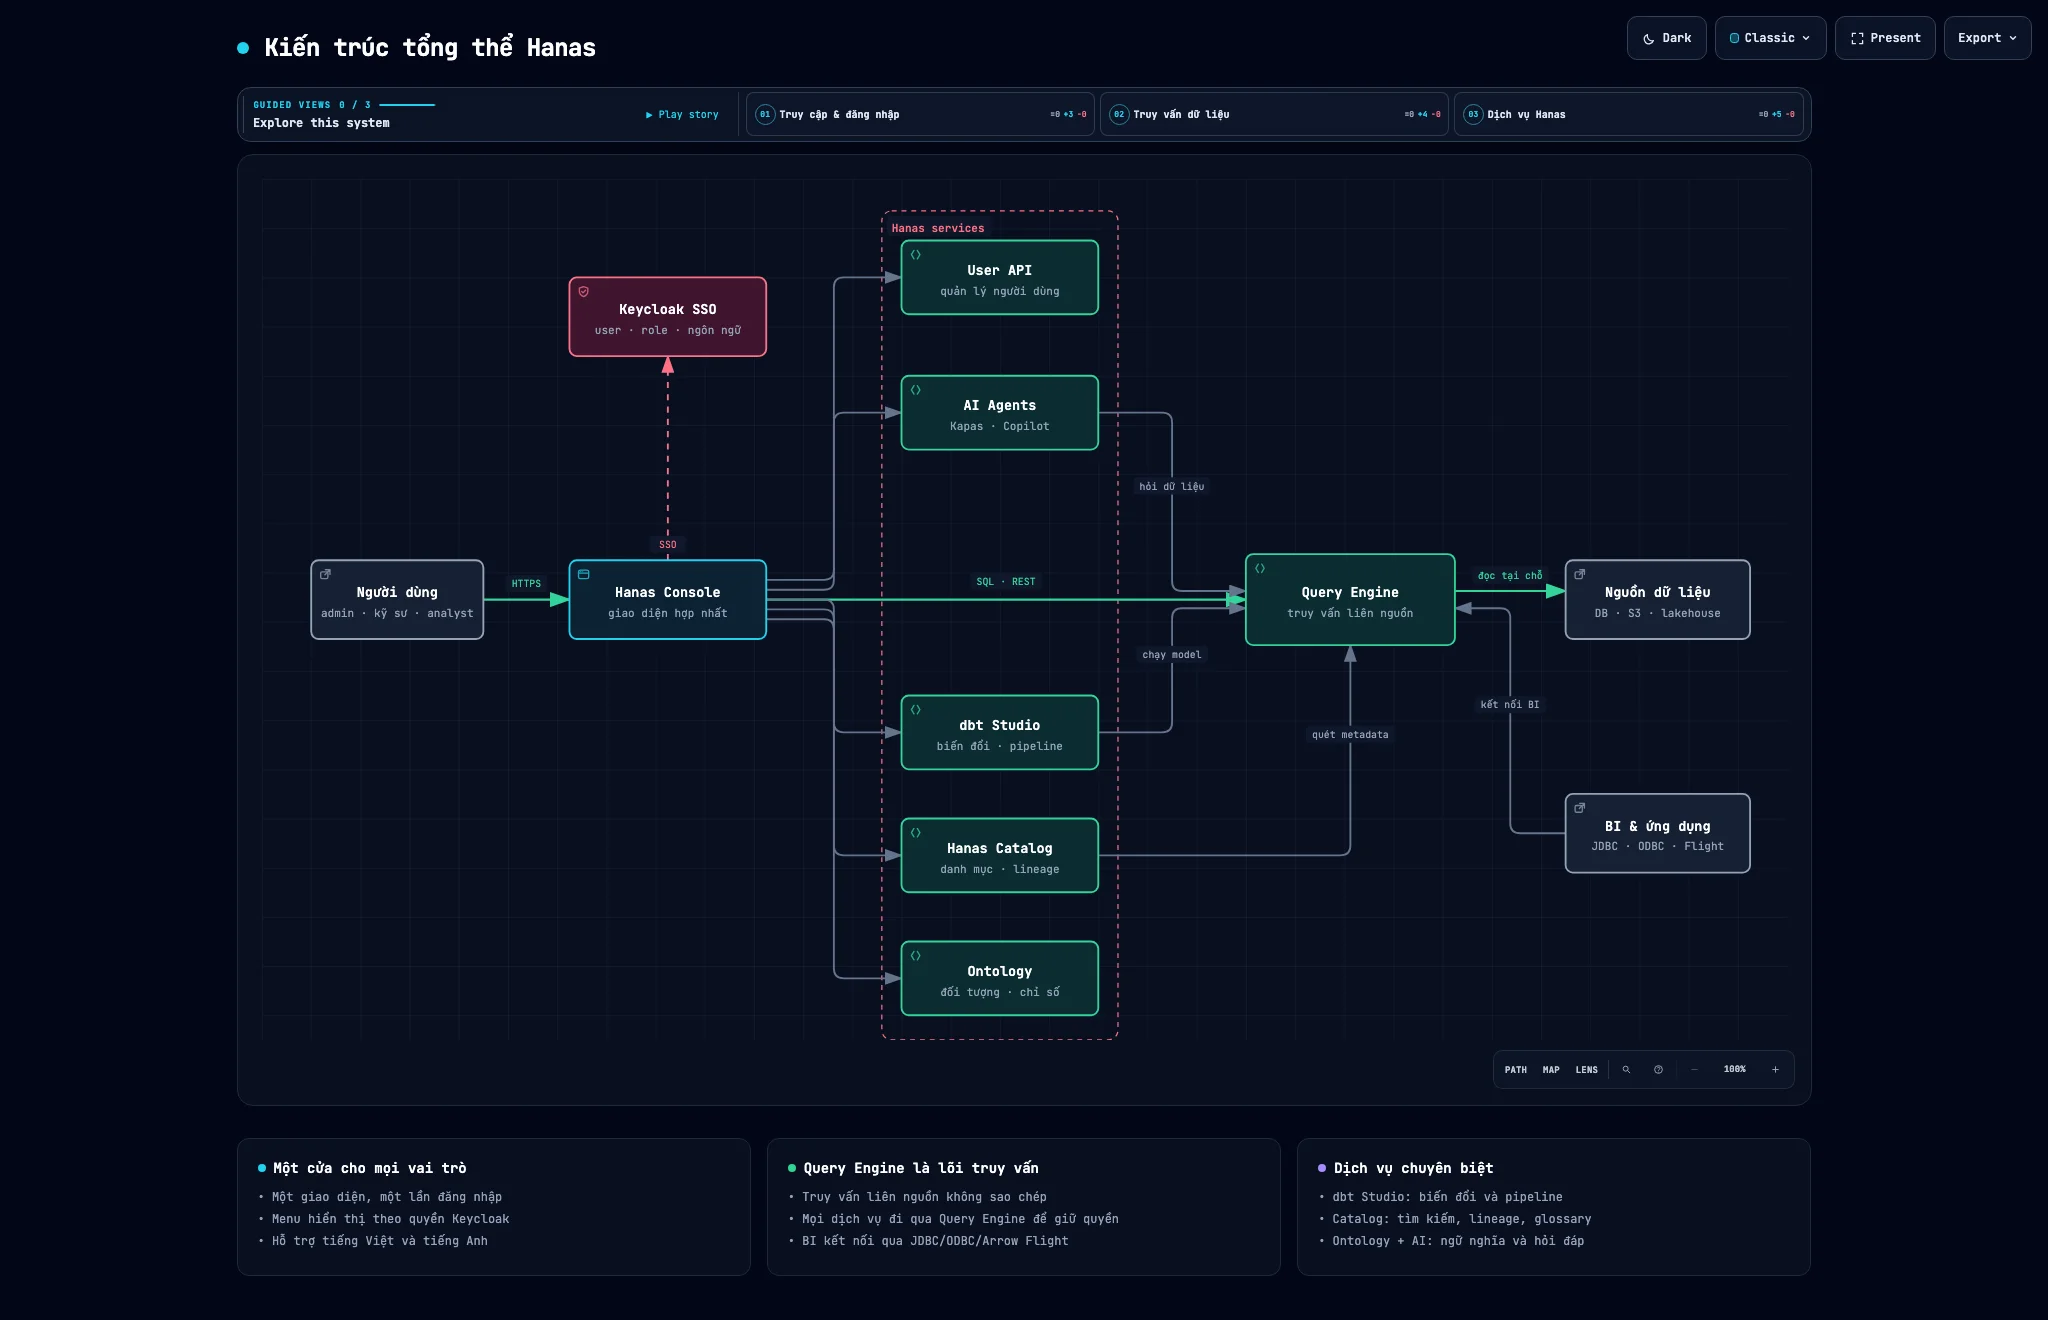 Kiến trúc tổng thể Hanas
Dark
Classic
Present
Export
GUIDED VIEWS 0 / 3
Explore this system
Play story
01 Truy cập & đăng nhập
=0 +3 -0
02 Truy vấn dữ liệu
=0 +4 -0
03 Dịch vụ Hanas
=0 +5 -0
Hanas services
User API
quản lý người dùng
Keycloak SSO
user · role · ngôn ngữ
AI Agents
Kapas · Copilot
hỏi dữ liệu
SSO
Người dùng
admin · kỹ sư · analyst
HTTPS
Hanas Console
giao diện hợp nhất
SQL · REST
Query Engine
truy vấn liên nguồn
đọc tại chỗ
Nguồn dữ liệu
DB · S3 · lakehouse
chạy model
kết nối BI
dbt Studio
biến đổi · pipeline
quét metadata
BI & ứng dụng
JDBC · ODBC · Flight
Hanas Catalog
danh mục · lineage
Ontology
đối tượng · chỉ số
PATH
MAP
LENS
100%
Một cửa cho mọi vai trò
• Một giao diện, một lần đăng nhập
• Menu hiển thị theo quyền Keycloak
• Hỗ trợ tiếng Việt và tiếng Anh
Query Engine là lõi truy vấn
• Truy vấn liên nguồn không sao chép
• Mọi dịch vụ đi qua Query Engine để giữ quyền
• BI kết nối qua JDBC/ODBC/Arrow Flight
Dịch vụ chuyên biệt
• dbt Studio: biến đổi và pipeline
• Catalog: tìm kiếm, lineage, glossary
• Ontology + AI: ngữ nghĩa và hỏi đáp